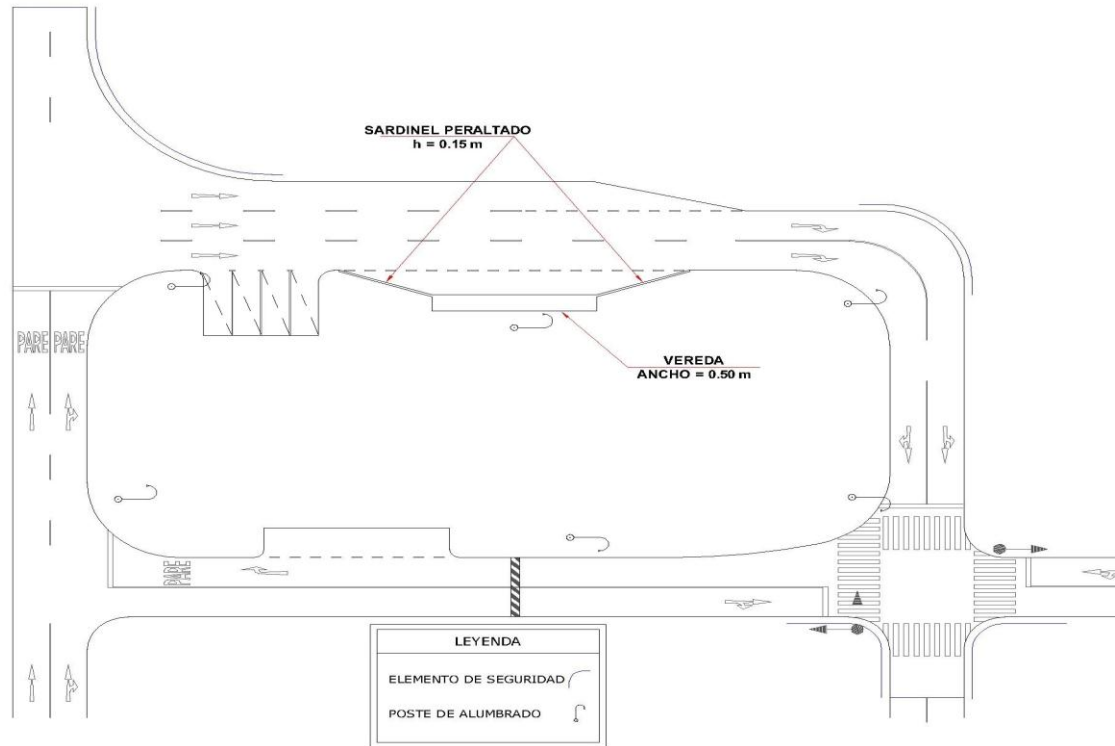 SARDINEL PERALTADO
h = 0.15 m
VEREDA
ANCHO = 0.50 m
PARE PARE
PARE
LEYENDA
ELEMENTO DE SEGURIDAD
POSTE DE ALUMBRADO